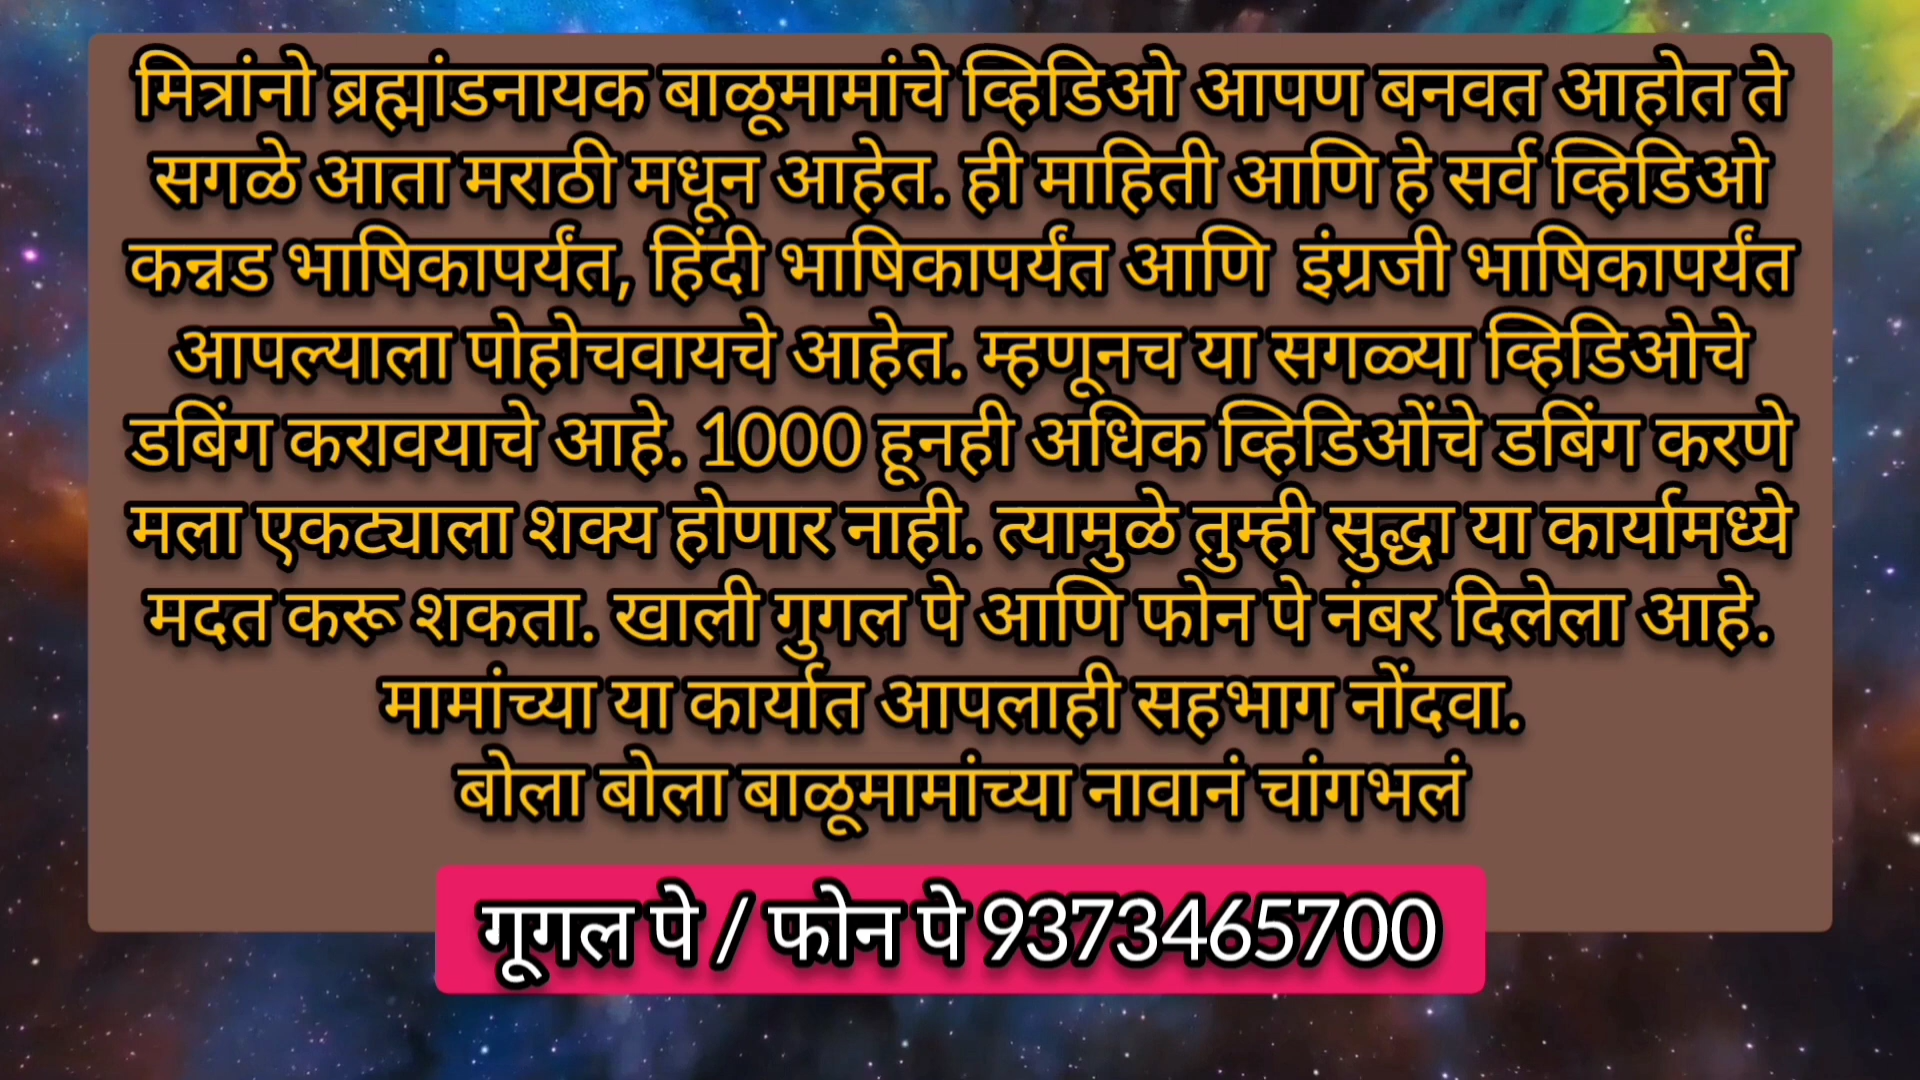 मित्रांनो ब्रह्मांडनायक बाळूमामांचे व्हिडिओ आपण बनवत आहोत ते
सगळे आता मराठी मधून आहेत. ही माहिती आणि हे सर्व व्हिडिओ
कन्नड भाषिकापर्यंत, हिंदी भाषिकापर्यंत आणि इंग्रजी भाषिकापर्यंत
आपल्याला पोहोचवायचे आहेत. म्हणूनच या सगळ्या व्हिडिओचे
डबिंग करावयाचे आहे. 1000 हूनही अधिक व्हिडिओंचे डबिंग करणे
मला एकट्याला शक्य होणार नाही. त्यामुळे तुम्ही सुद्धा या कार्यामध्ये
मदत करू शकता. खाली गुगल पे आणि फोन पे नंबर दिलेला आहे.
मामांच्या या कार्यात आपलाही सहभाग नोंदवा.
बोला बोला बाळूमामांच्या नावानं चांगभलं
गूगल पे / फोन पे 9373465700